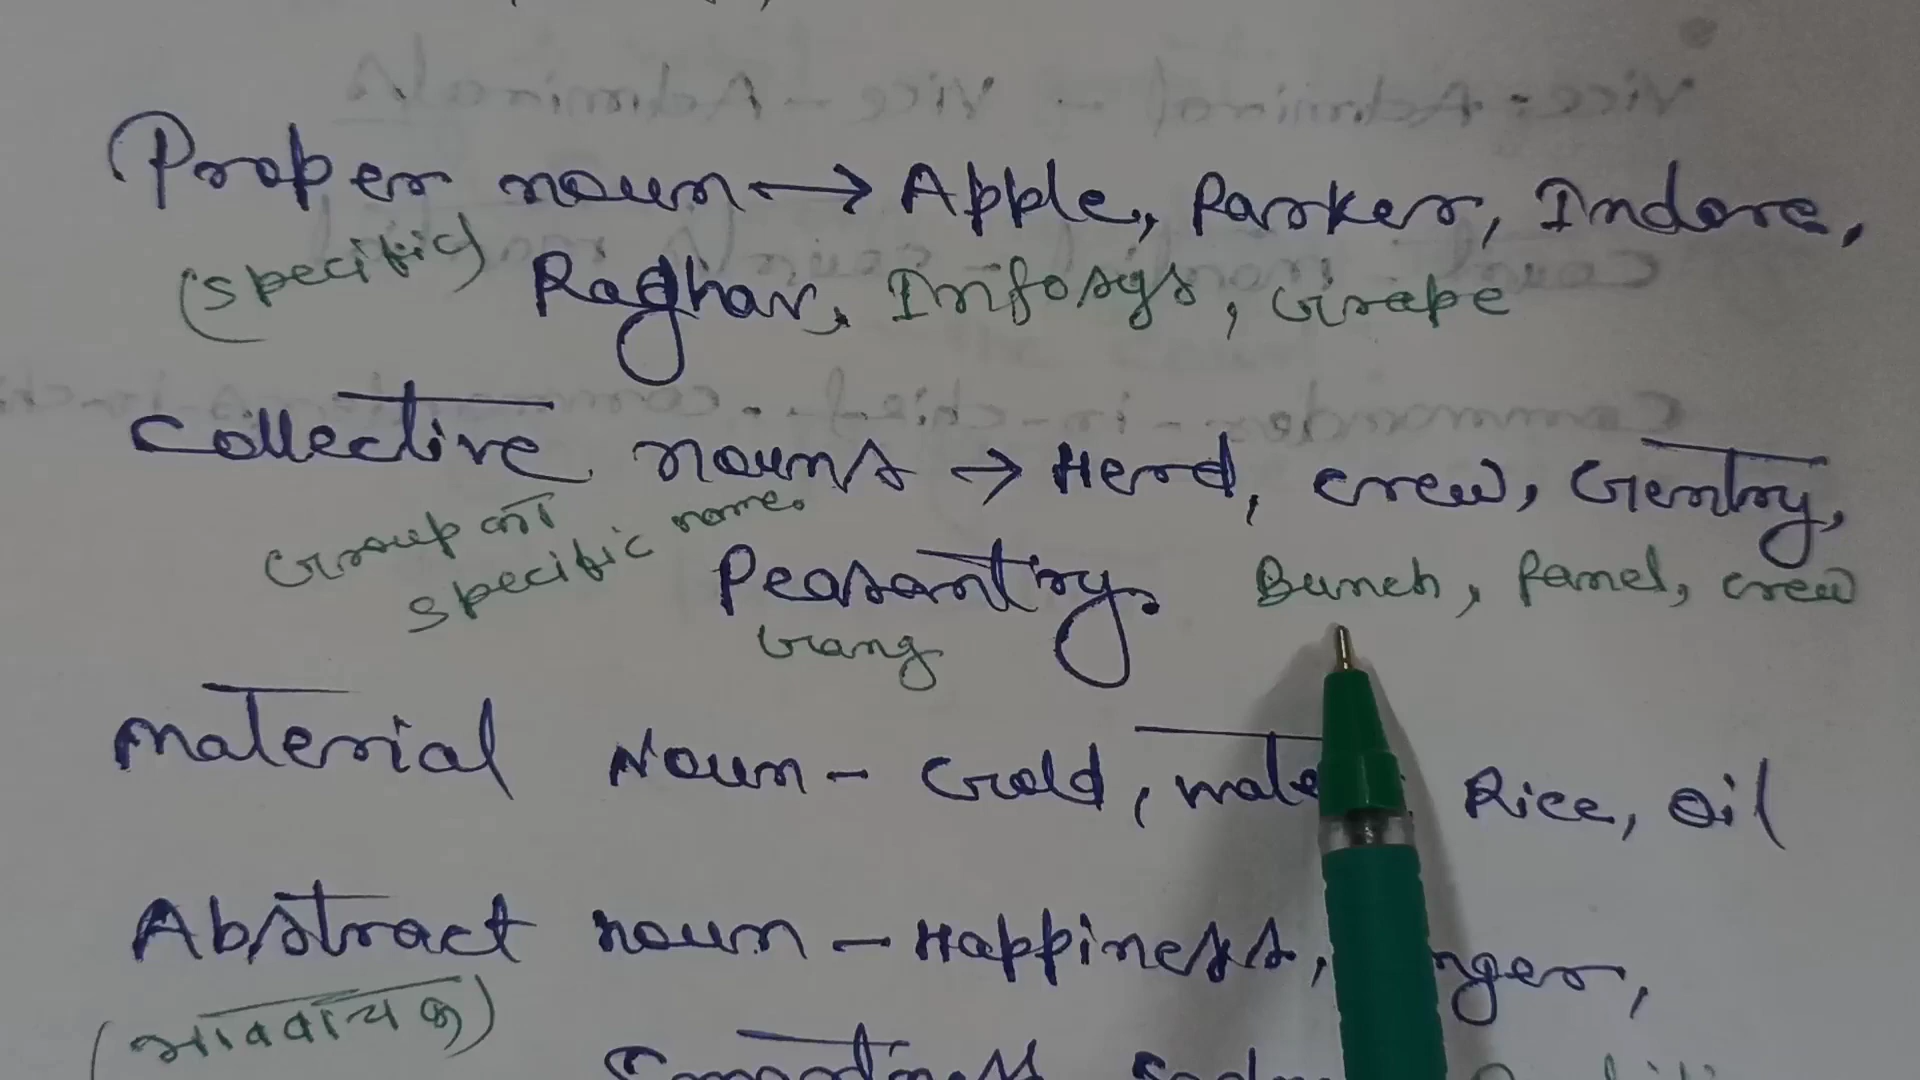 Proper noun → Apple, Parker, Indore,
(specific) Raghav, Infosys, Grape
Collective nouns → Herd, crew, Gentry,
Group का specific name. Peasantry. Bunch, Panel, crew
Gang
Material Noun - Gold, Rice, Oil
Abstract noun - Happiness, nger,
(भाववाचक)